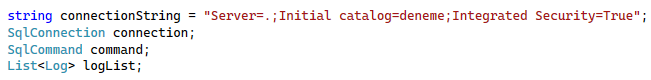 string connectionString = "Server=.;Initial catalog=deneme;Integrated Security=True";
SqlConnection connection;
SqlCommand command;
List<Log> logList;